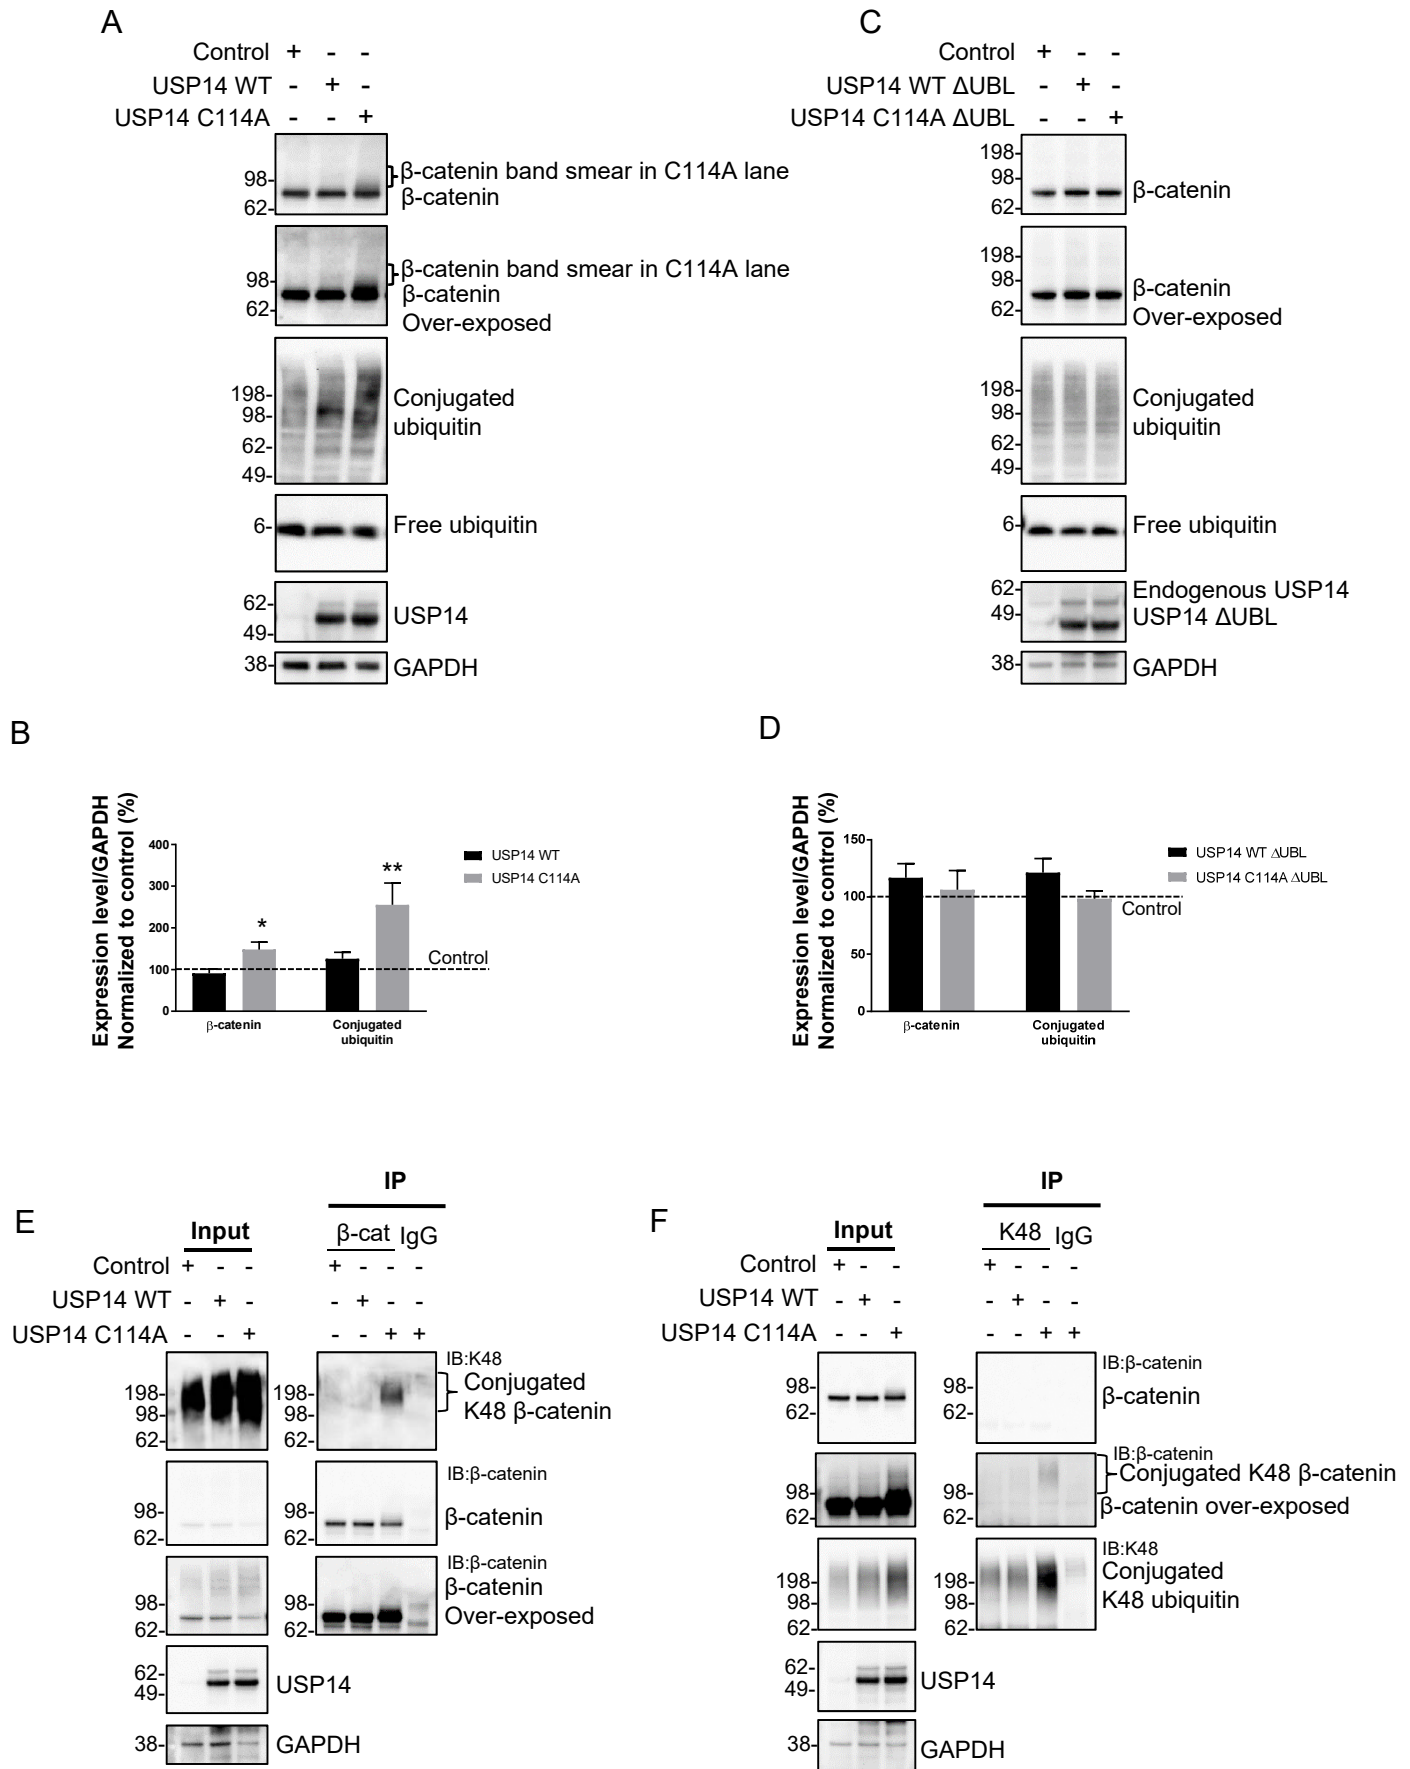 A
Control + - -
USP14 WT - + -
USP14 C114A - - +
98-
62-
β-catenin band smear in C114A lane
β-catenin
98-
62-
β-catenin band smear in C114A lane
β-catenin
Over-exposed
198-
98-
62-
49-
Conjugated
ubiquitin
6-
Free ubiquitin
62-
49-
USP14
38-
GAPDH
C
Control + - -
USP14 WT ΔUBL - + -
USP14 C114A ΔUBL - - +
198-
98-
62-
β-catenin
198-
98-
62-
β-catenin
Over-exposed
198-
98-
62-
49-
Conjugated
ubiquitin
6-
Free ubiquitin
62-
49-
Endogenous USP14
USP14 ΔUBL
38-
GAPDH
B
Expression level/GAPDH
Normalized to control (%)
400
300
200
100
0
*
**
Control
USP14 WT
USP14 C114A
β-catenin
Conjugated
ubiquitin
D
Expression level/GAPDH
Normalized to control (%)
150
100
50
0
Control
USP14 WT ΔUBL
USP14 C114A ΔUBL
β-catenin
Conjugated
ubiquitin
E
IP
Input
β-cat IgG
Control + - - + - - -
USP14 WT - + - - + - -
USP14 C114A - - + - - + +
198-
98-
62-
198-
98-
62-
IB:K48
Conjugated
K48 β-catenin
98-
62-
98-
62-
IB:β-catenin
β-catenin
98-
62-
98-
62-
IB:β-catenin
β-catenin
Over-exposed
62-
49-
USP14
38-
GAPDH
F
IP
Input
K48 IgG
Control + - - + - - -
USP14 WT - + - - + - -
USP14 C114A - - + - - + +
98-
62-
98-
62-
IB:β-catenin
β-catenin
98-
62-
98-
62-
IB:β-catenin
Conjugated K48 β-catenin
β-catenin over-exposed
198-
98-
62-
198-
98-
62-
IB:K48
Conjugated
K48 ubiquitin
62-
49-
USP14
38-
GAPDH